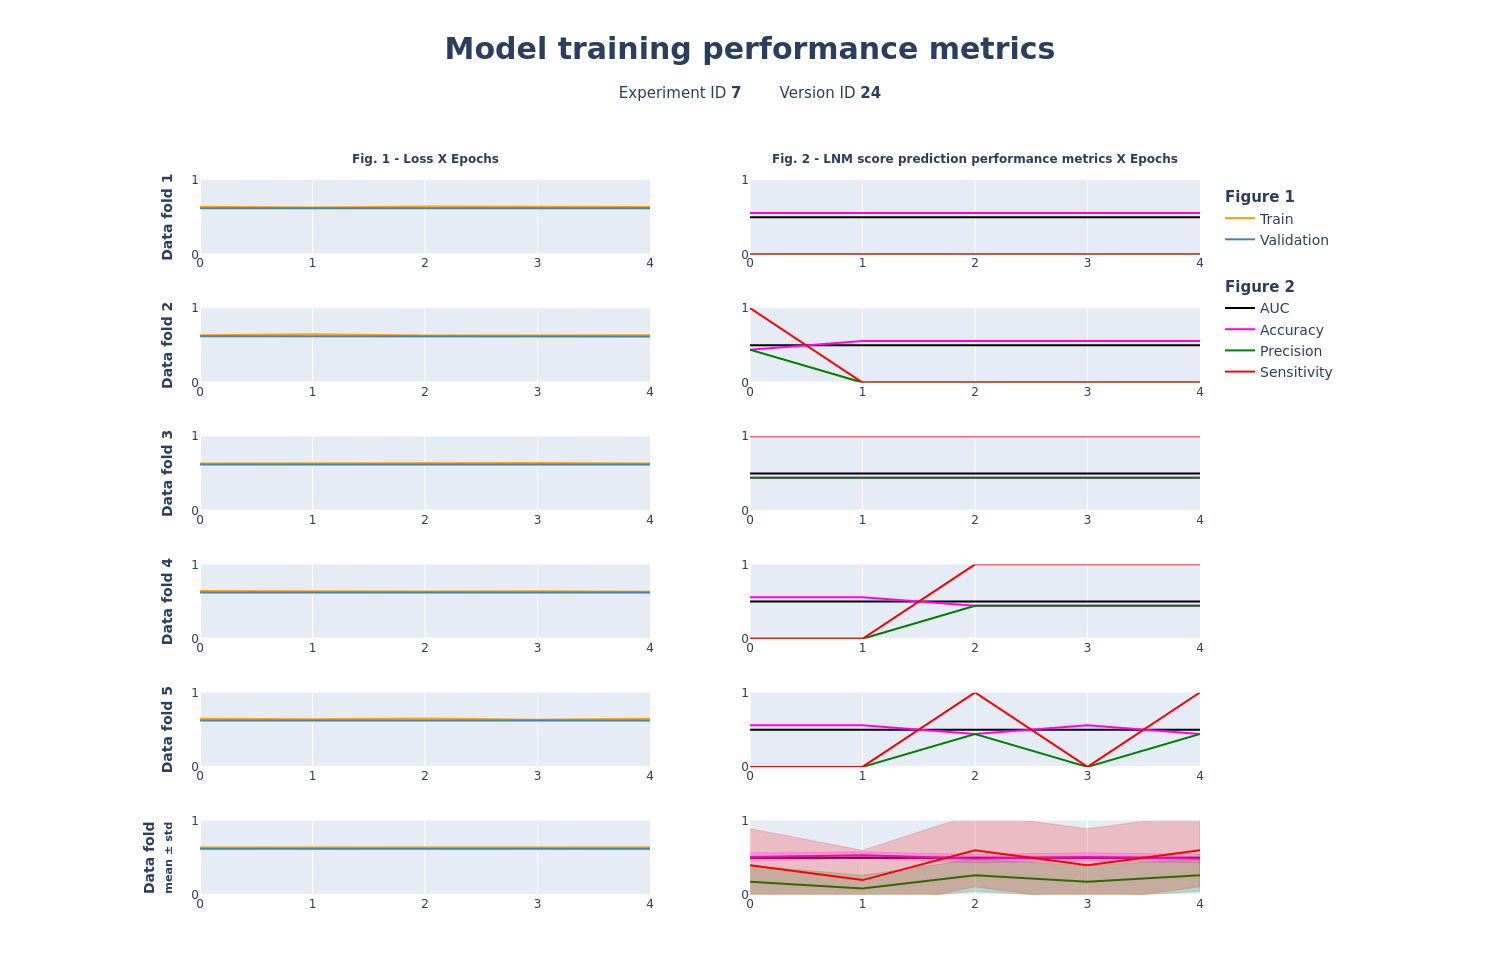 Model training performance metrics
Experiment ID 7 Version ID 24
Fig. 1 - Loss X Epochs
Fig. 2 - LNM score prediction performance metrics X Epochs
Data fold 1
1
0
0 1 2 3 4
1
0
0 1 2 3 4
Figure 1
Train
Validation
Figure 2
AUC
Accuracy
Precision
Sensitivity
Data fold 2
1
0
0 1 2 3 4
1
0
0 1 2 3 4
Data fold 3
1
0
0 1 2 3 4
1
0
0 1 2 3 4
Data fold 4
1
0
0 1 2 3 4
1
0
0 1 2 3 4
Data fold 5
1
0
0 1 2 3 4
1
0
0 1 2 3 4
Data fold
mean ± std
1
0
0 1 2 3 4
1
0
0 1 2 3 4